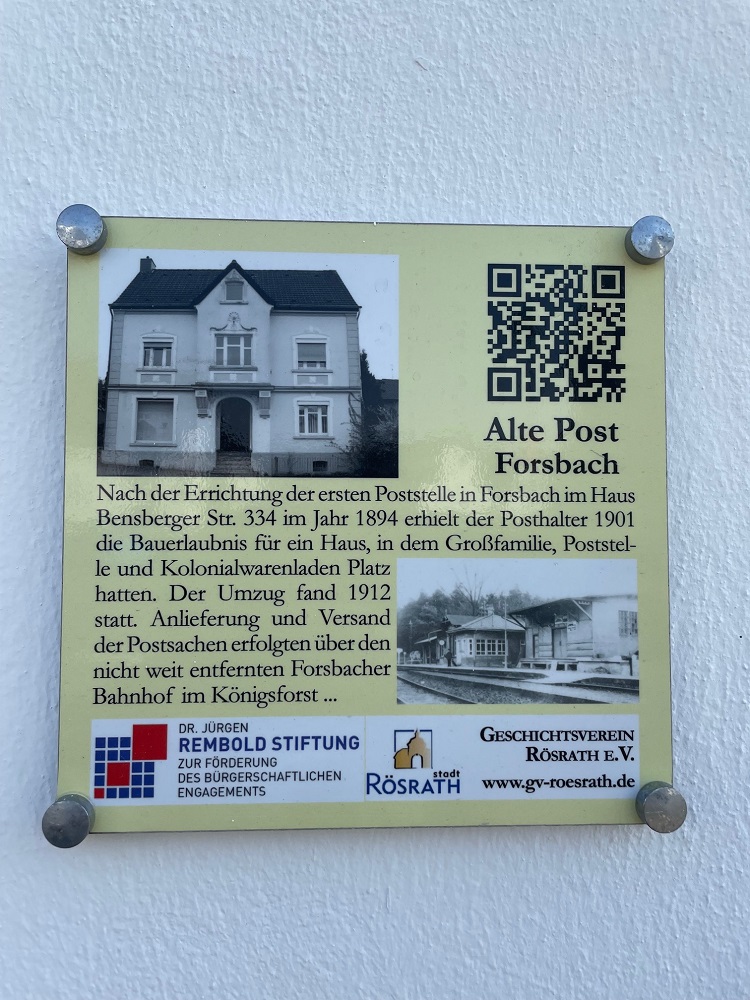 Alte Post
Forsbach
Nach der Errichtung der ersten Poststelle in Forsbach im Haus
Bensberger Str. 334 im Jahr 1894 erhielt der Posthalter 1901
die Bauerlaubnis für ein Haus, in dem Großfamilie, Poststel-
le und Kolonialwarenladen Platz
hatten. Der Umzug fand 1912
statt. Anlieferung und Versand
der Postsachen erfolgten über den
nicht weit entfernten Forsbacher
Bahnhof im Königsforst ...
DR. JÜRGEN
REMBOLD STIFTUNG
ZUR FÖRDERUNG
DES BÜRGERSCHAFTLICHEN
ENGAGEMENTS
stadt
RÖSRATH
GESCHICHTSVEREIN
RÖSRATH E.V.
www.gv-roesrath.de